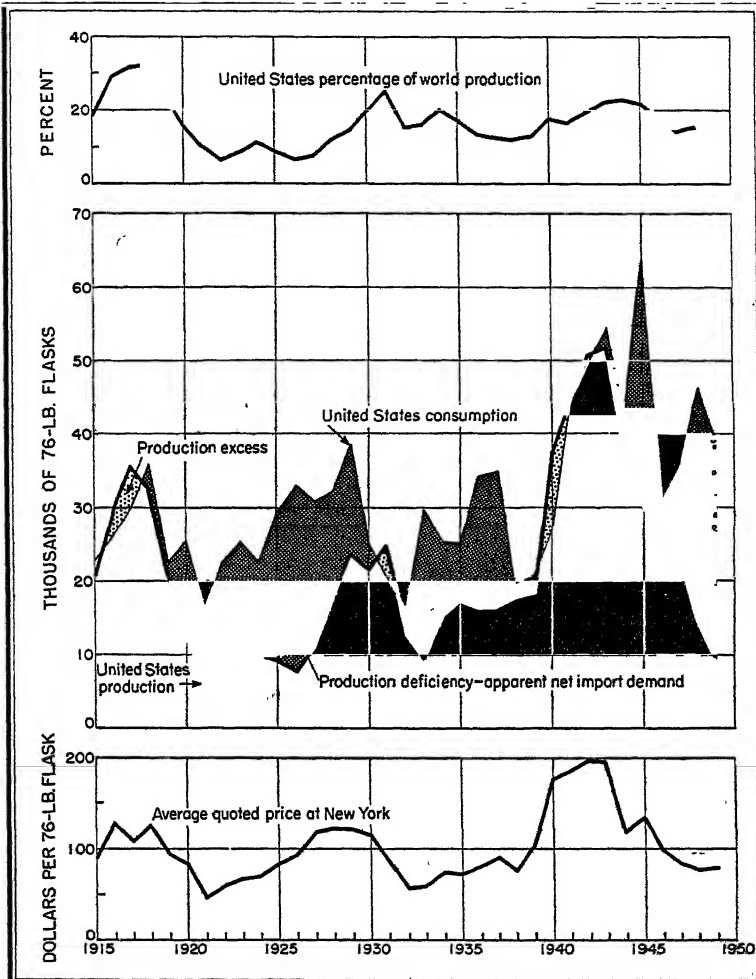 PERCENT
40
20
0
United States percentage of world production
THOUSANDS OF 76-LB. FLASKS
70
60
50
40
30
20
10
0
United States consumption
Production excess
United States
production
Production deficiency-apparent net import demand
DOLLARS PER 76-LB. FLASK
200
100
0
Average quoted price at New York
1915 1920 1925 1930 1935 1940 1945 1950